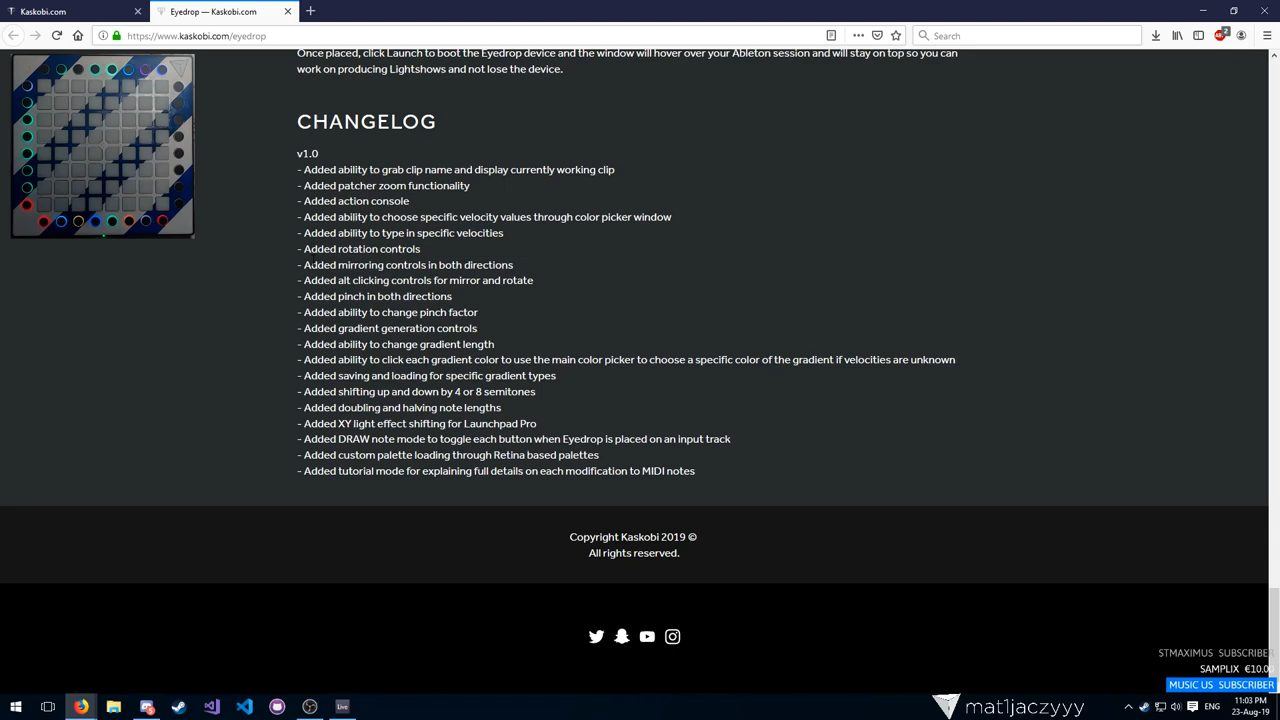 Kaskobi.com
Eyedrop — Kaskobi.com
https://www.kaskobi.com/eyedrop
Search
2
Once placed, click Launch to boot the Eyedrop device and the window will hover over your Ableton session and will stay on top so you can
work on producing Lightshows and not lose the device.
CHANGELOG
v1.0
- Added ability to grab clip name and display currently working clip
- Added patcher zoom functionality
- Added action console
- Added ability to choose specific velocity values through color picker window
- Added ability to type in specific velocities
- Added rotation controls
- Added mirroring controls in both directions
- Added alt clicking controls for mirror and rotate
- Added pinch in both directions
- Added ability to change pinch factor
- Added gradient generation controls
- Added ability to change gradient length
- Added ability to click each gradient color to use the main color picker to choose a specific color of the gradient if velocities are unknown
- Added saving and loading for specific gradient types
- Added shifting up and down by 4 or 8 semitones
- Added doubling and halving note lengths
- Added XY light effect shifting for Launchpad Pro
- Added DRAW note mode to toggle each button when Eyedrop is placed on an input track
- Added custom palette loading through Retina based palettes
- Added tutorial mode for explaining full details on each modification to MIDI notes
Copyright Kaskobi 2019 ©
All rights reserved.
STMAXIMUS SUBSCRIBER
SAMPLIX €10.00
MUSIC US SUBSCRIBER
Live
mat1jaczyyy
ENG
11:03 PM
23-Aug-19